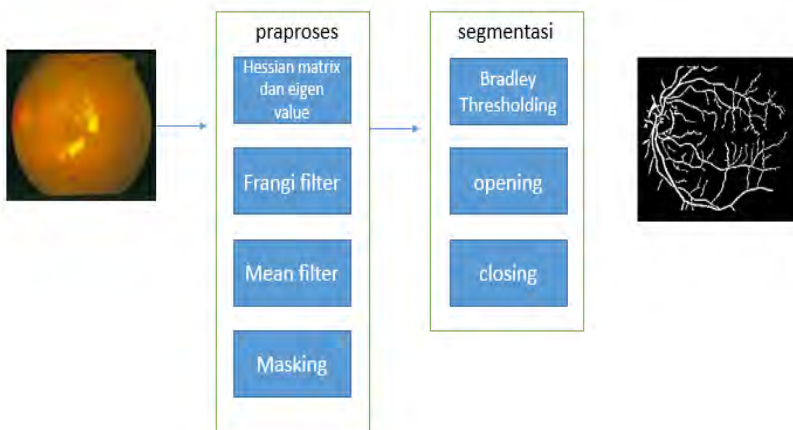 praproses
Hessian matrix
dan eigen
value
Frangi filter
Mean filter
Masking
segmentasi
Bradley
Thresholding
opening
closing